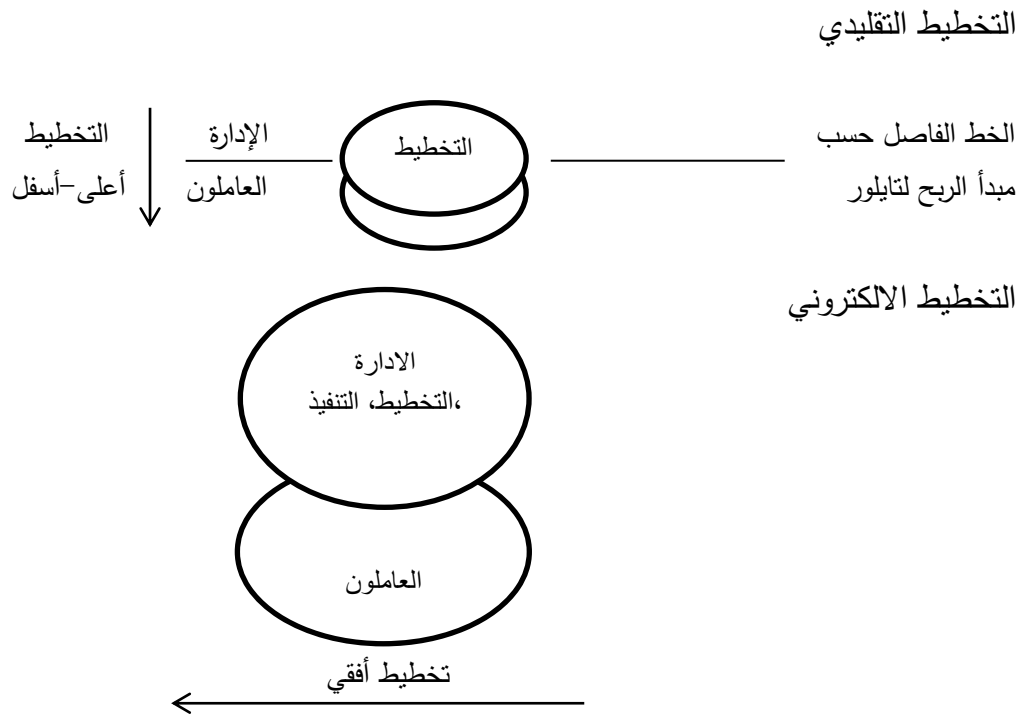 التخطيط التقليدي
الخط الفاصل حسب
مبدأ الربح لتايلور
التخطيط
الإدارة
العاملون
التخطيط
أعلى-أسفل
التخطيط الالكتروني
الادارة
،التخطيط، التنفيذ
العاملون
تخطيط أفقي